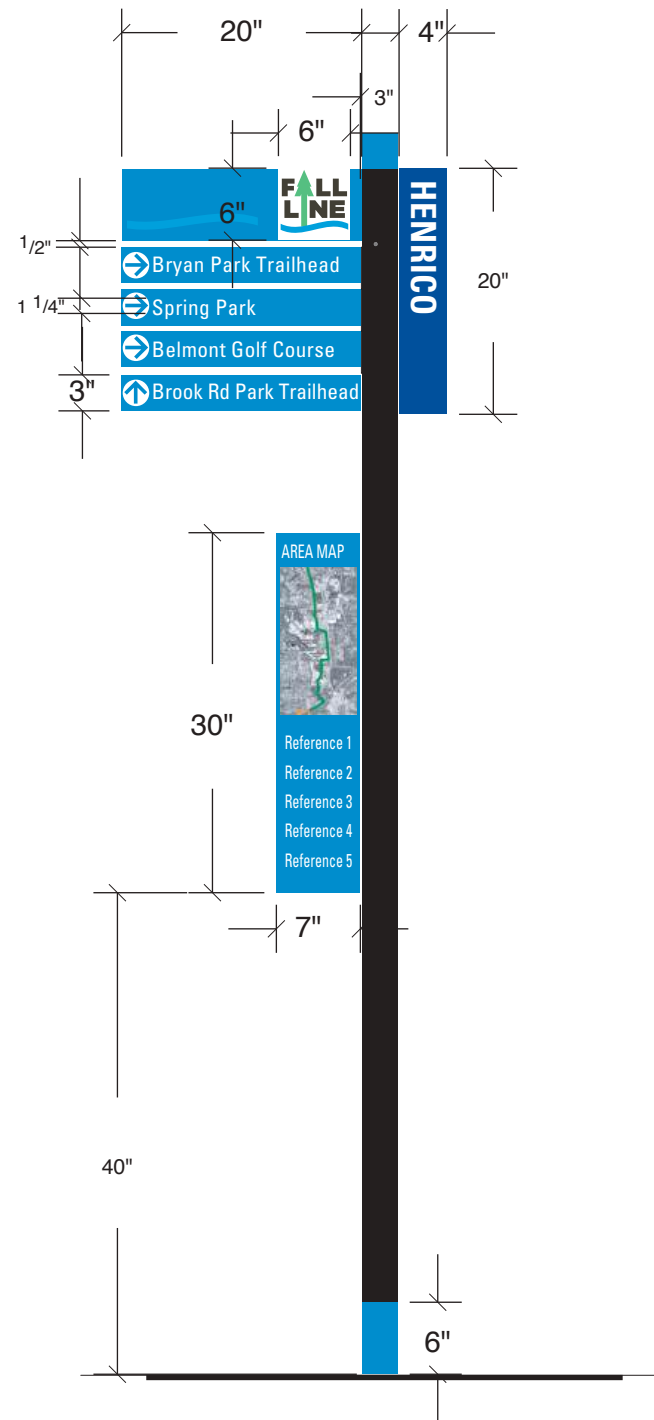 20"
4"
3"
6"
FALL
LINE
6"
HENRICO
1/2"
Bryan Park Trailhead
20"
1 1/4"
Spring Park
Belmont Golf Course
3"
Brook Rd Park Trailhead
AREA MAP
30"
Reference 1
Reference 2
Reference 3
Reference 4
Reference 5
7"
40"
6"